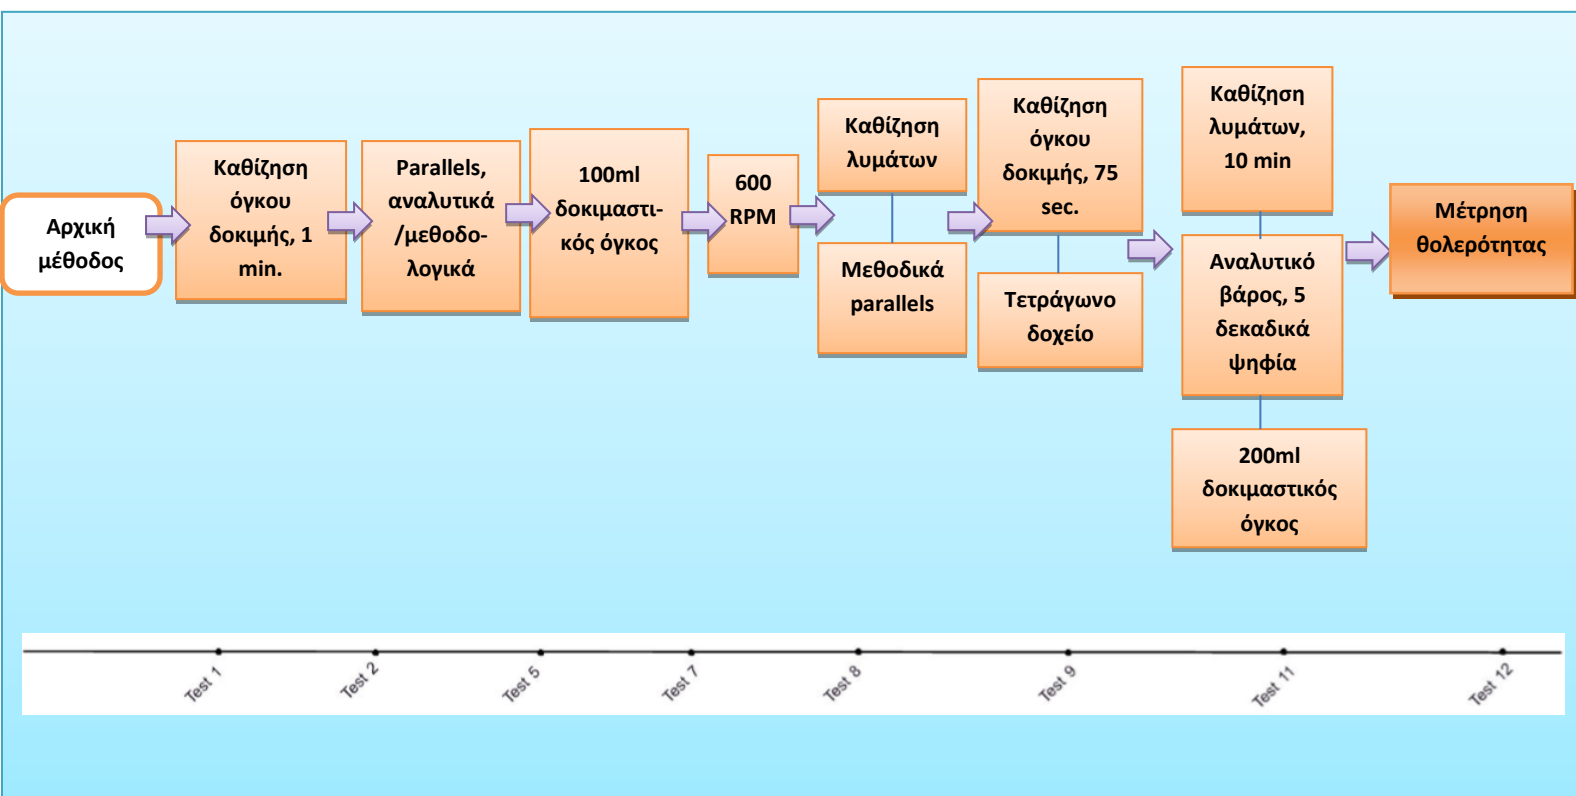 Αρχική
μέθοδος
Καθίζηση
όγκου
δοκιμής, 1
min.
Parallels,
αναλυτικά
/μεθοδο-
λογικά
100ml
δοκιμαστι-
κός όγκος
600
RPM
Καθίζηση
λυμάτων
Μεθοδικά
parallels
Καθίζηση
όγκου
δοκιμής, 75
sec.
Τετράγωνο
δοχείο
Καθίζηση
λυμάτων,
10 min
Αναλυτικό
βάρος, 5
δεκαδικά
ψηφία
200ml
δοκιμαστικός
όγκος
Μέτρηση
θολερότητας
Test 1
Test 2
Test 5
Test 7
Test 8
Test 9
Test 11
Test 12